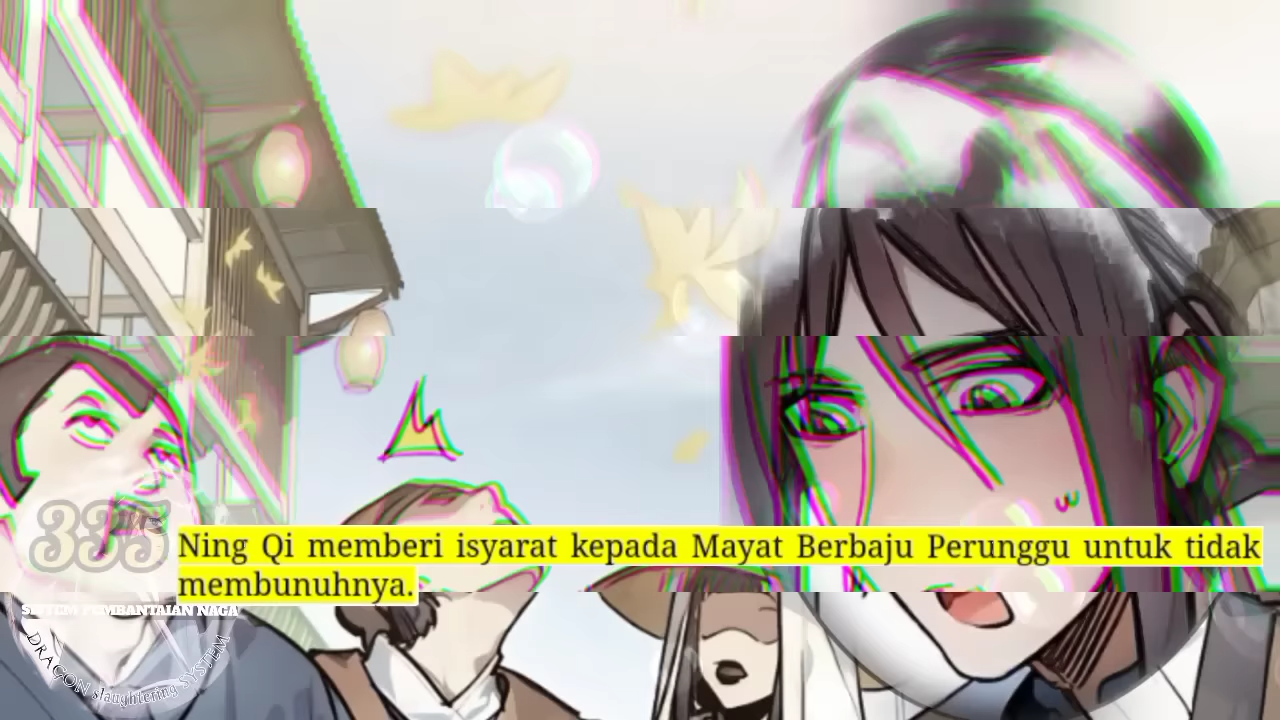 335
Ning Qi memberi isyarat kepada Mayat Berbaju Perunggu untuk tidak
membunuhnya.
SISTEM PEMBANTAIAN NAGA
DRAGON slaughtering SYSTEM